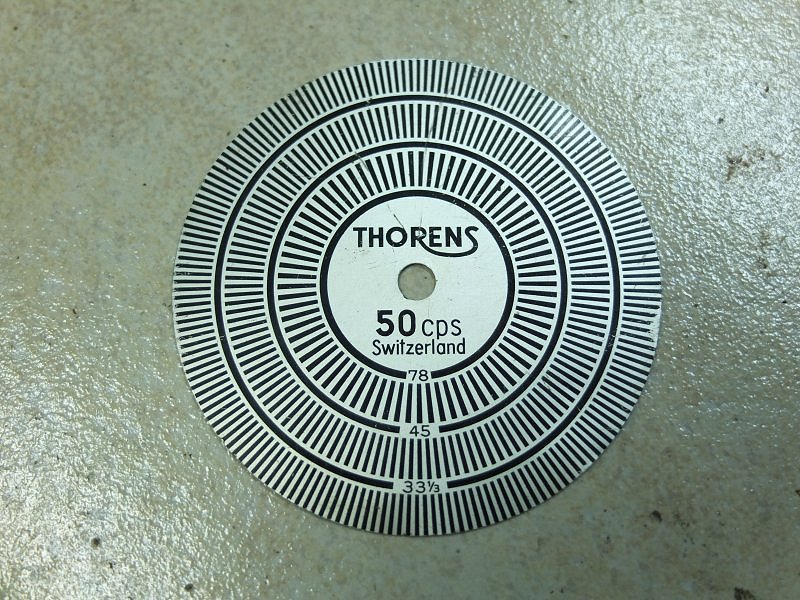 THORENS
50 cps
Switzerland
78
45
33⅓